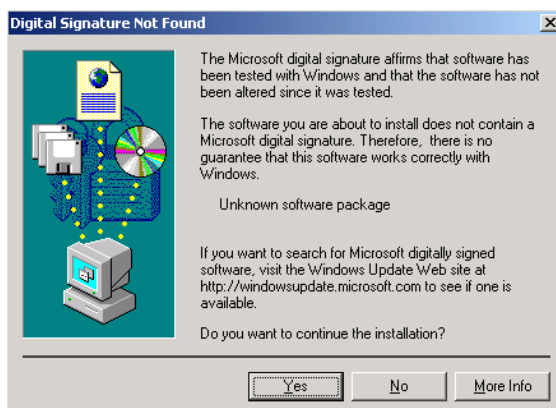 Digital Signature Not Found
The Microsoft digital signature affirms that software has
been tested with Windows and that the software has not
been altered since it was tested.
The software you are about to install does not contain a
Microsoft digital signature. Therefore, there is no
guarantee that this software works correctly with
Windows.
Unknown software package
If you want to search for Microsoft digitally signed
software, visit the Windows Update Web site at
http://windowsupdate.microsoft.com to see if one is
available.
Do you want to continue the installation?
Yes No More Info